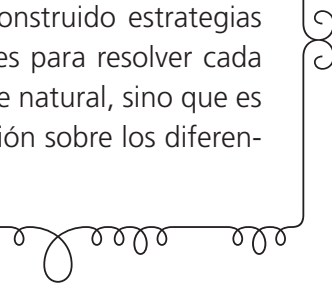 onstruido estrategias
es para resolver cada
e natural, sino que es
ión sobre los diferen-